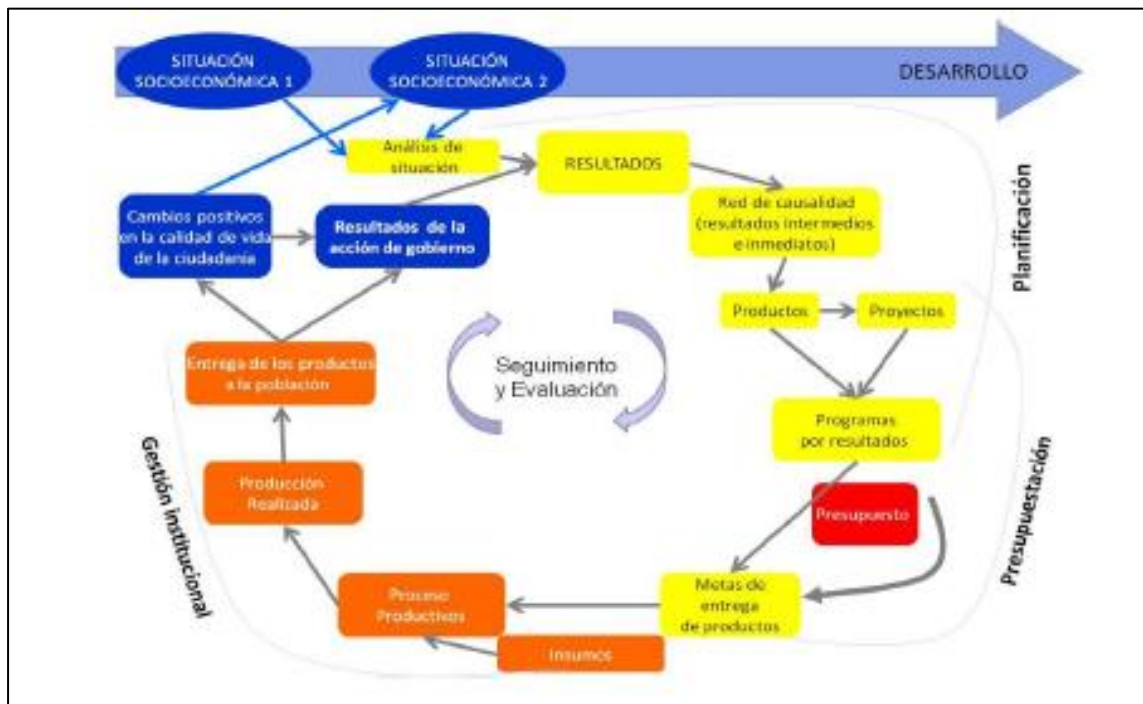 SITUACIÓN
SOCIOECONÓMICA 1
SITUACIÓN
SOCIOECONÓMICA 2
DESARROLLO
Análisis de
situación
RESULTADOS
Red de causalidad
(resultados intermedios
e inmediatos)
Planificación
Cambios positivos
en la calidad de vida
de la ciudadanía
Resultados de la
acción de gobierno
Productos
Proyectos
Entrega de los productos
a la población
Seguimiento
y Evaluación
Programas
por resultados
Gestión institucional
Producción
Realizada
Presupuesto
Presupuestación
Proceso
Productivos
Metas de
entrega
de productos
Insumos